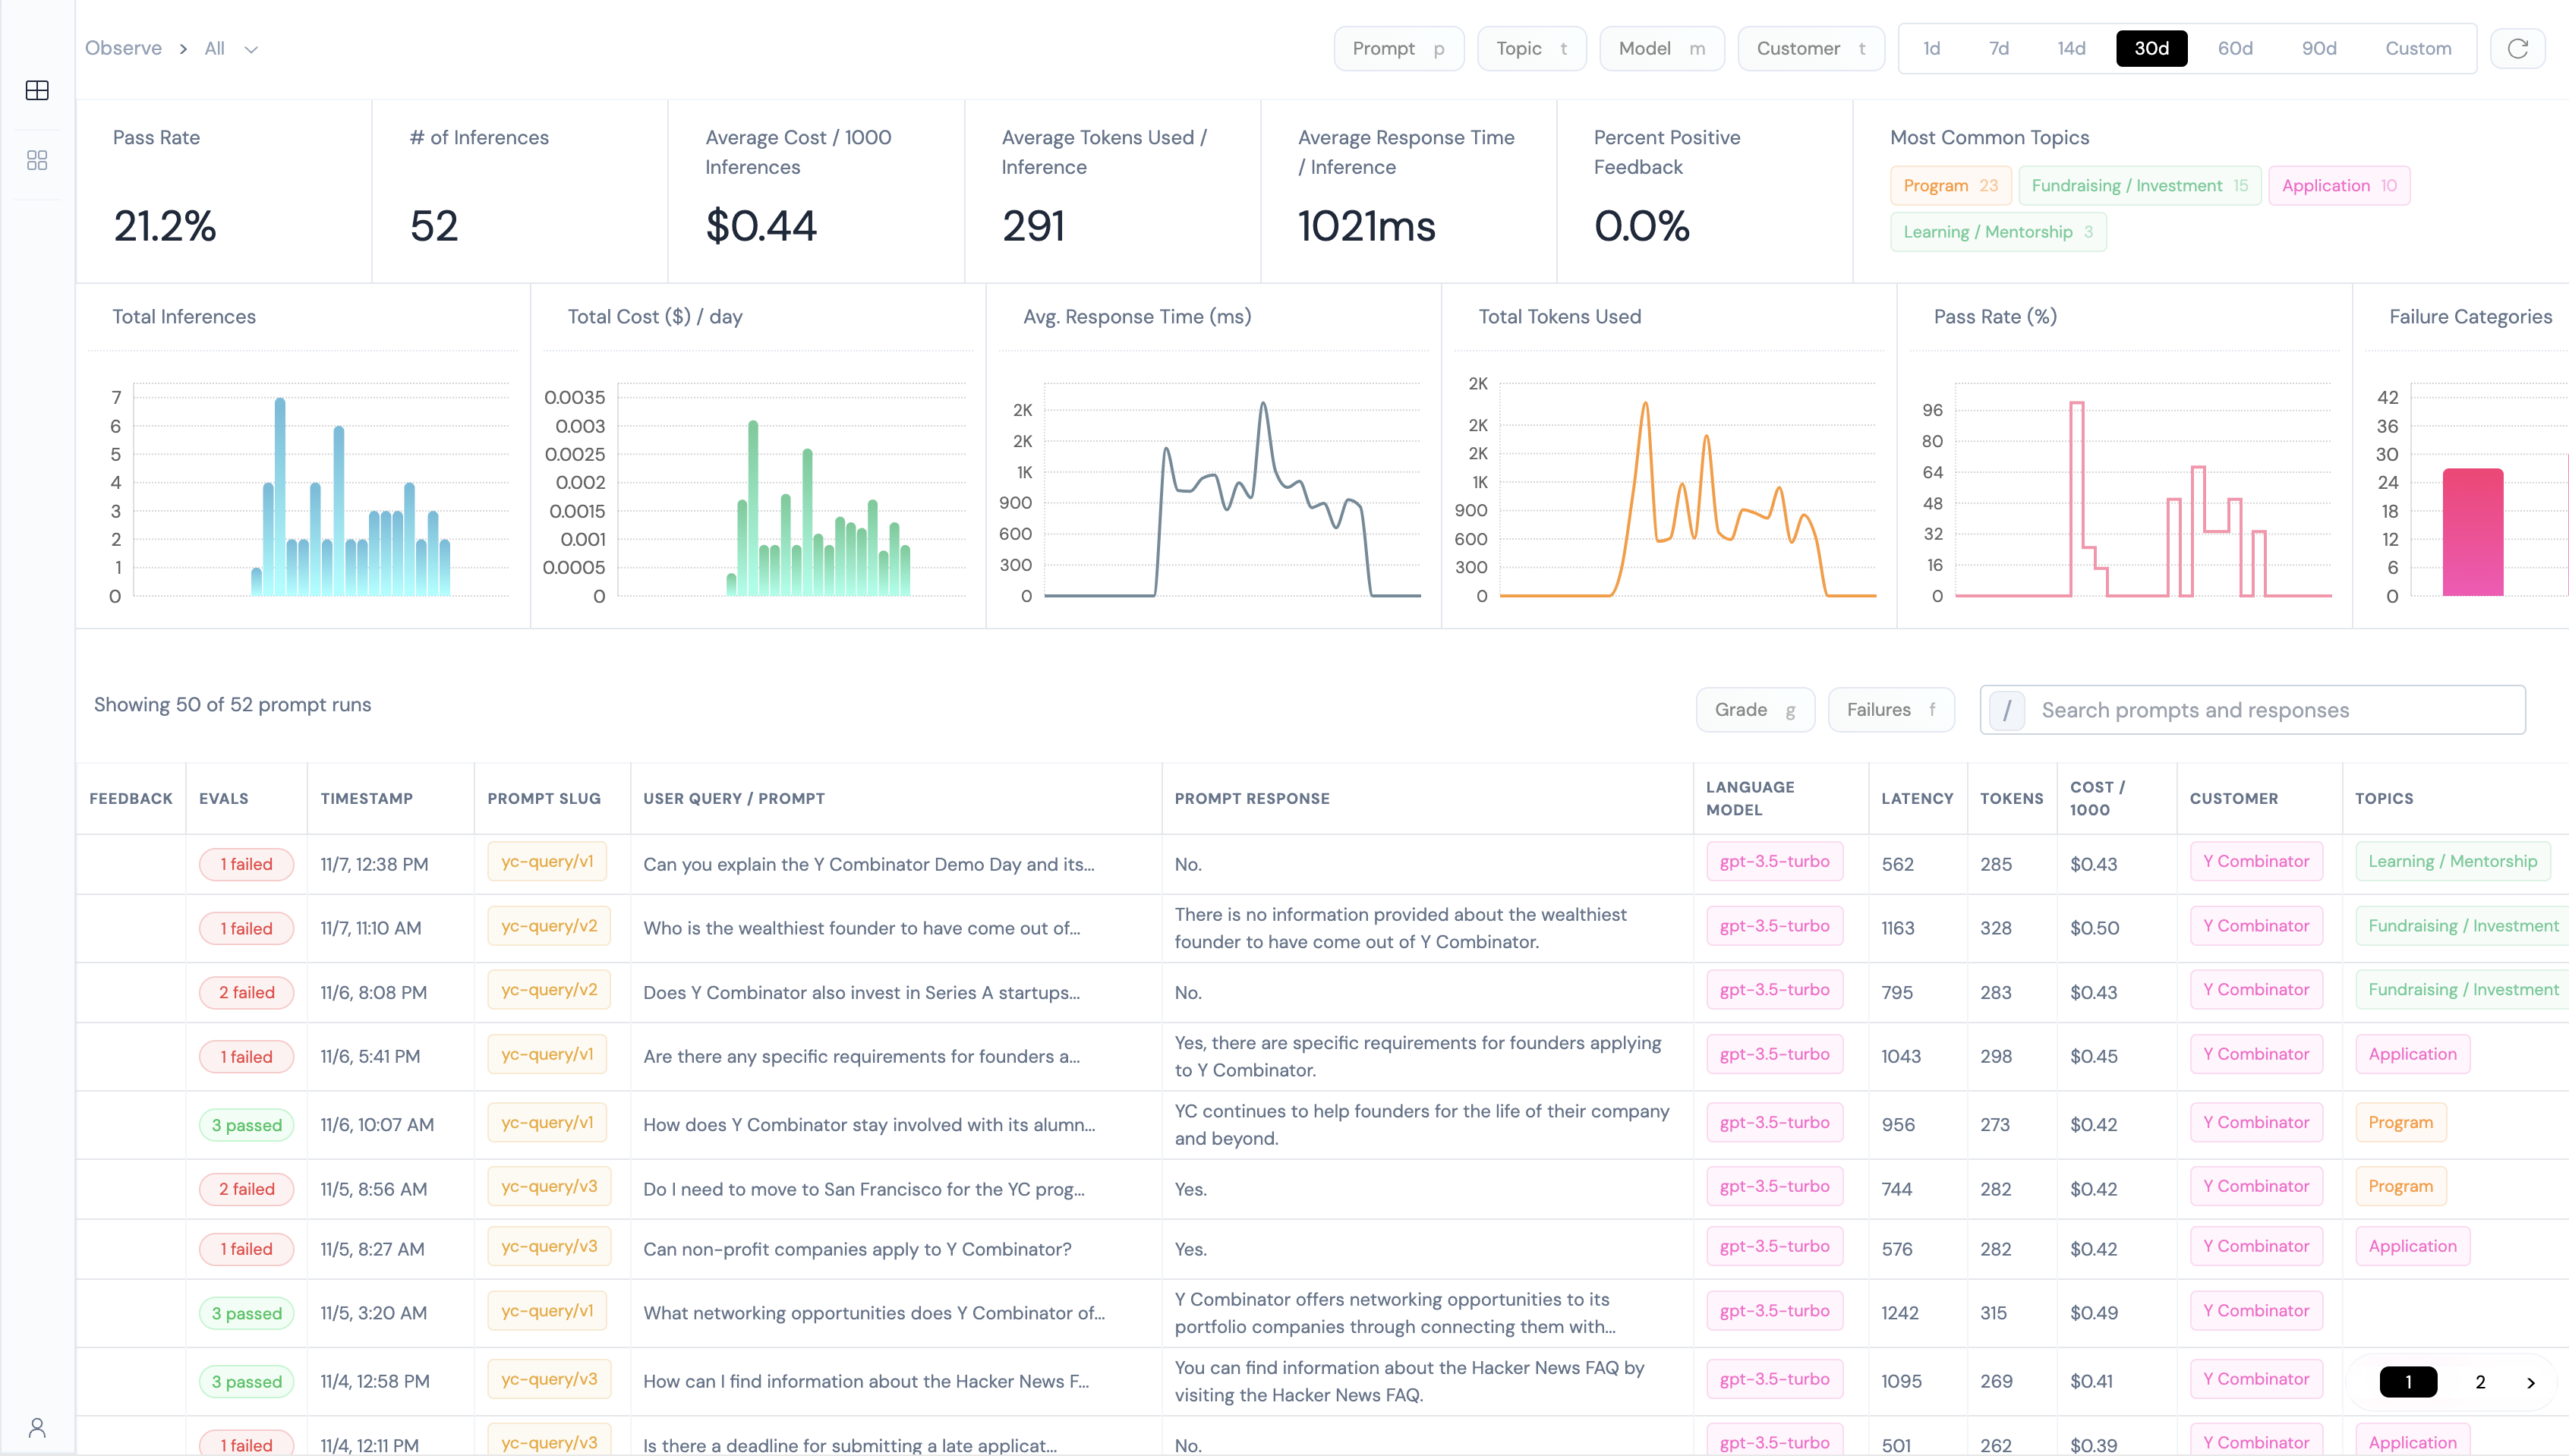 Observe > All
Prompt p
Topic t
Model m
Customer t
1d 7d 14d 30d 60d 90d Custom
Pass Rate
21.2%
# of Inferences
52
Average Cost / 1000
Inferences
$0.44
Average Tokens Used /
Inference
291
Average Response Time
/ Inference
1021ms
Percent Positive
Feedback
0.0%
Most Common Topics
Program 23
Fundraising / Investment 15
Application 10
Learning / Mentorship 3
Total Inferences
7
6
5
4
3
2
1
0
Total Cost ($) / day
0.0035
0.003
0.0025
0.002
0.0015
0.001
0.0005
0
Avg. Response Time (ms)
2K
2K
1K
900
600
300
0
Total Tokens Used
2K
2K
2K
1K
900
600
300
0
Pass Rate (%)
96
80
64
48
32
16
0
Failure Categories
42
36
30
24
18
12
6
0
Showing 50 of 52 prompt runs
Grade g
Failures f
/ Search prompts and responses
FEEDBACK
EVALS
TIMESTAMP
PROMPT SLUG
USER QUERY / PROMPT
PROMPT RESPONSE
LANGUAGE
MODEL
LATENCY
TOKENS
COST /
1000
CUSTOMER
TOPICS
1 failed
11/7, 12:38 PM
yc-query/v1
Can you explain the Y Combinator Demo Day and its...
No.
gpt-3.5-turbo
562
285
$0.43
Y Combinator
Learning / Mentorship
1 failed
11/7, 11:10 AM
yc-query/v2
Who is the wealthiest founder to have come out of...
There is no information provided about the wealthiest
founder to have come out of Y Combinator.
gpt-3.5-turbo
1163
328
$0.50
Y Combinator
Fundraising / Investment
2 failed
11/6, 8:08 PM
yc-query/v2
Does Y Combinator also invest in Series A startups...
No.
gpt-3.5-turbo
795
283
$0.43
Y Combinator
Fundraising / Investment
1 failed
11/6, 5:41 PM
yc-query/v1
Are there any specific requirements for founders a...
Yes, there are specific requirements for founders applying
to Y Combinator.
gpt-3.5-turbo
1043
298
$0.45
Y Combinator
Application
3 passed
11/6, 10:07 AM
yc-query/v1
How does Y Combinator stay involved with its alumn...
YC continues to help founders for the life of their company
and beyond.
gpt-3.5-turbo
956
273
$0.42
Y Combinator
Program
2 failed
11/5, 8:56 AM
yc-query/v3
Do I need to move to San Francisco for the YC prog...
Yes.
gpt-3.5-turbo
744
282
$0.42
Y Combinator
Program
1 failed
11/5, 8:27 AM
yc-query/v3
Can non-profit companies apply to Y Combinator?
Yes.
gpt-3.5-turbo
576
282
$0.42
Y Combinator
Application
3 passed
11/5, 3:20 AM
yc-query/v1
What networking opportunities does Y Combinator of...
Y Combinator offers networking opportunities to its
portfolio companies through connecting them with...
gpt-3.5-turbo
1242
315
$0.49
Y Combinator
3 passed
11/4, 12:58 PM
yc-query/v3
How can I find information about the Hacker News F...
You can find information about the Hacker News FAQ by
visiting the Hacker News FAQ.
gpt-3.5-turbo
1095
269
$0.41
Y Combinator
1 2 >
1 failed
11/4, 12:11 PM
yc-query/v3
Is there a deadline for submitting a late applicat...
No.
gpt-3.5-turbo
501
262
$0.39
Y Combinator
Application